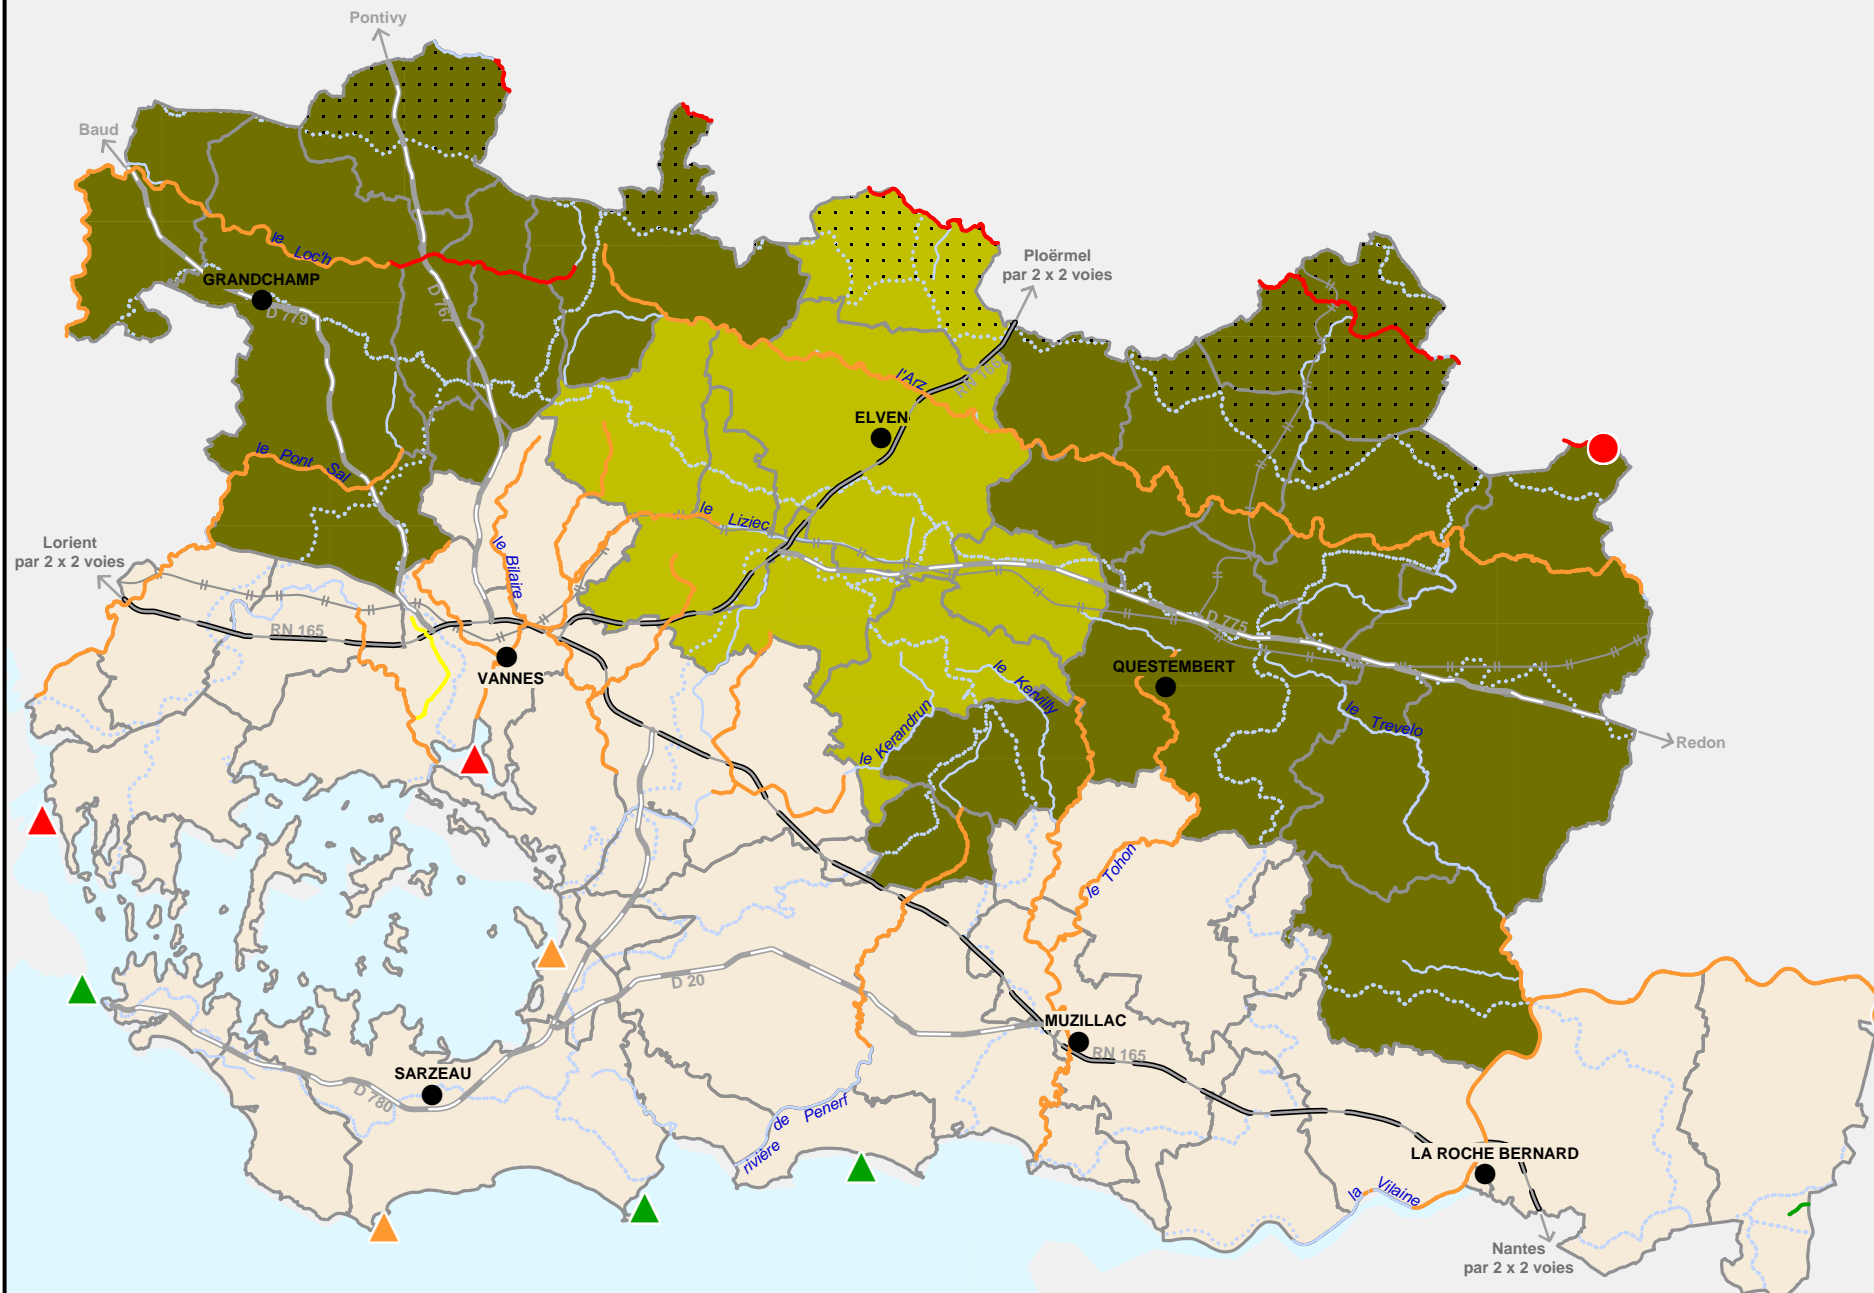 Pontivy
Baud
le Loc'h
GRANDCHAMP
D 779
D 767
Ploërmel
par 2 x 2 voies
l'Arz
RN 166
ELVEN
le Pont Sal
le Liziec
Lorient
par 2 x 2 voies
le Bilaire
RN 165
VANNES
D 775
QUESTEMBERT
le Kervilly
le Kerandrun
le Trevelo
Redon
le Tohon
D 20
MUZILLAC
RN 165
SARZEAU
D 780
rivière de Penerf
LA ROCHE BERNARD
la Vilaine
Nantes
par 2 x 2 voies